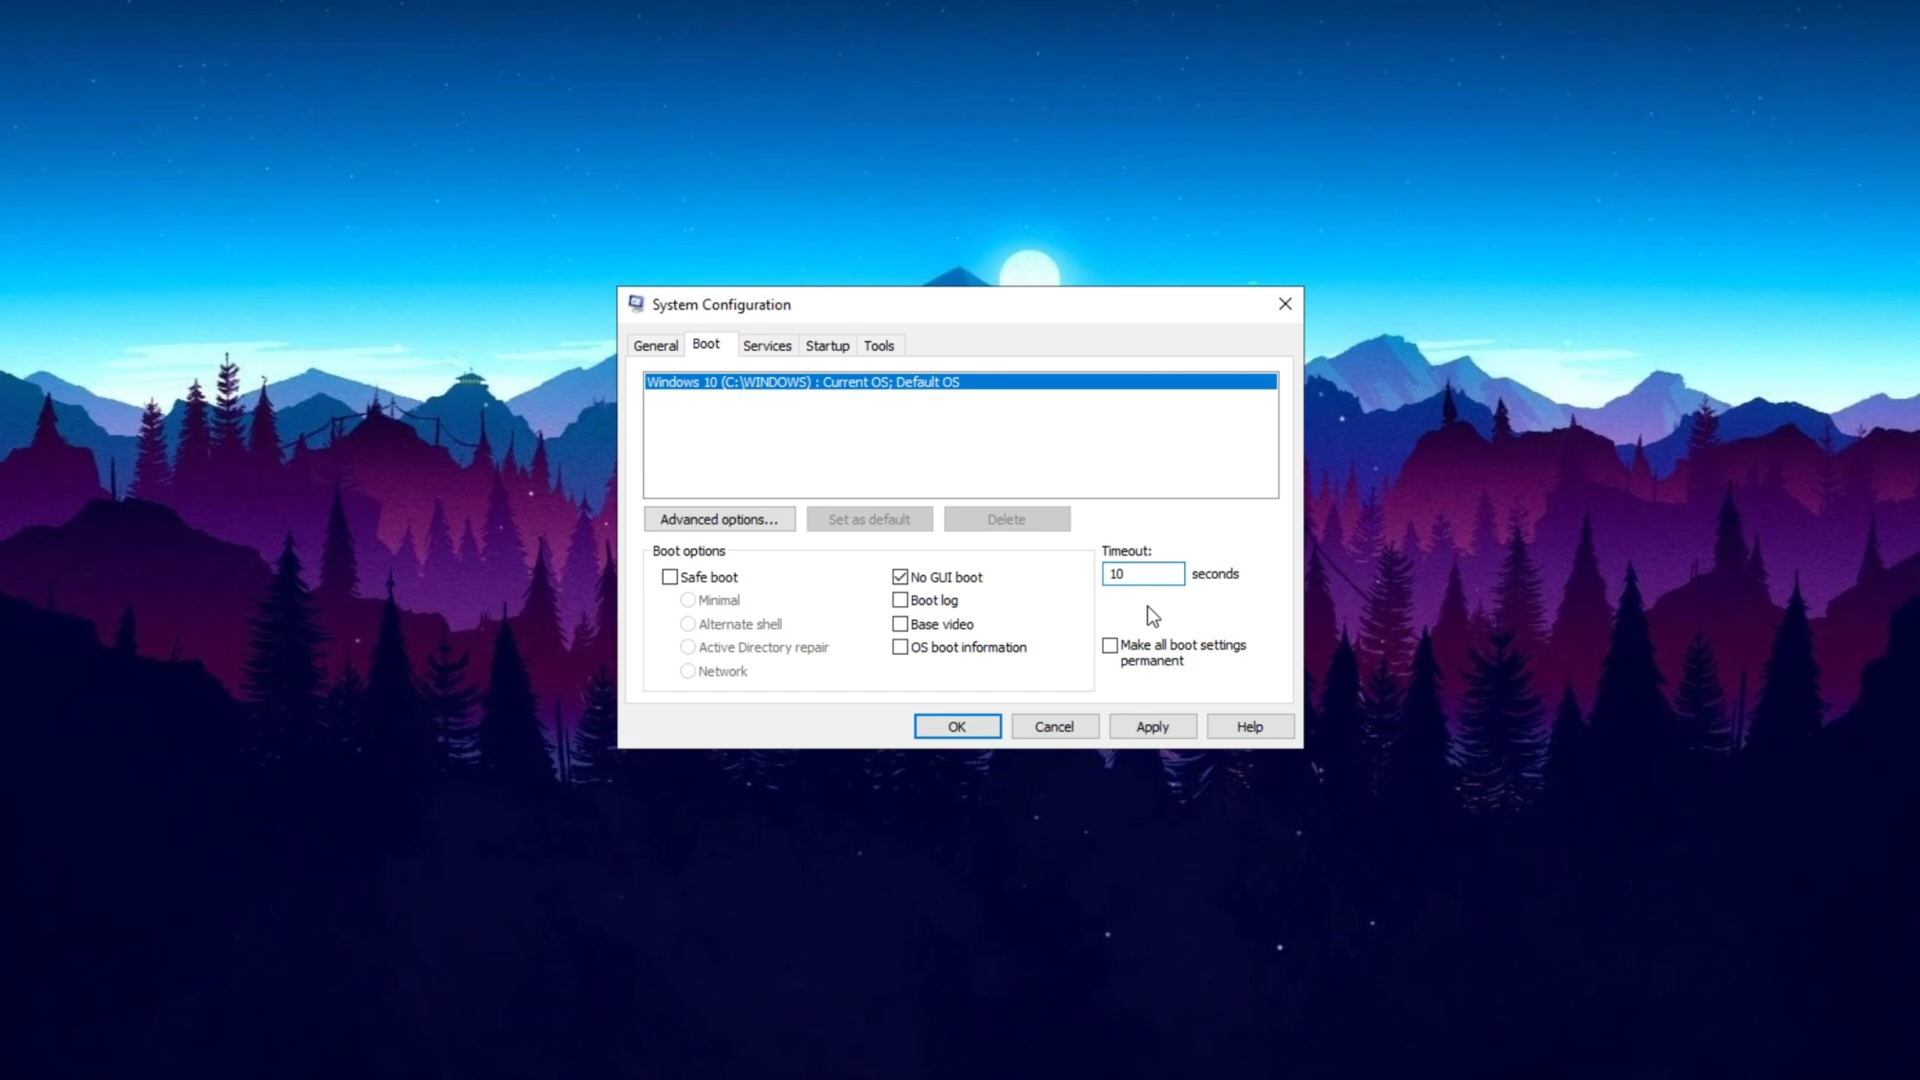 System Configuration
General Boot Services Startup Tools
Windows 10 (C:\WINDOWS) : Current OS; Default OS
Advanced options... Set as default Delete
Boot options
Timeout:
Safe boot
No GUI boot
10 seconds
Minimal
Boot log
Alternate shell
Base video
Active Directory repair
OS boot information
Make all boot settings
permanent
Network
OK Cancel Apply Help